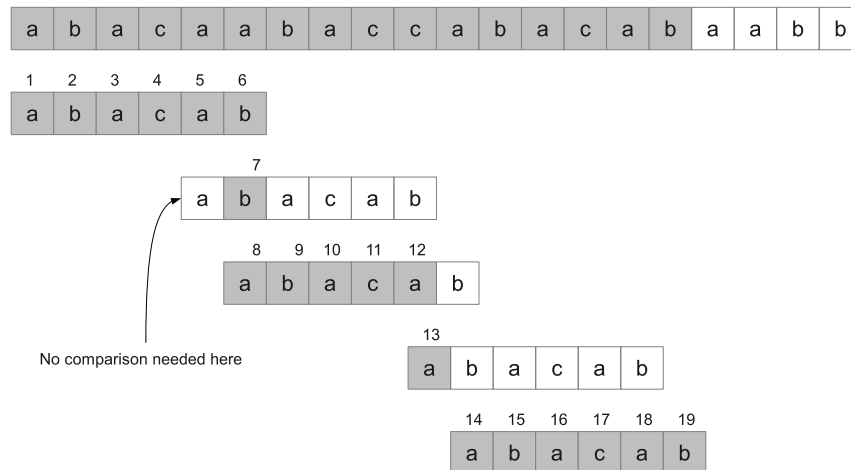 a b a c a a b a c c a b a c a b a a b b
1 2 3 4 5 6
a b a c a b
7
a b a c a b
8 9 10 11 12
a b a c a b
No comparison needed here
13
a b a c a b
14 15 16 17 18 19
a b a c a b